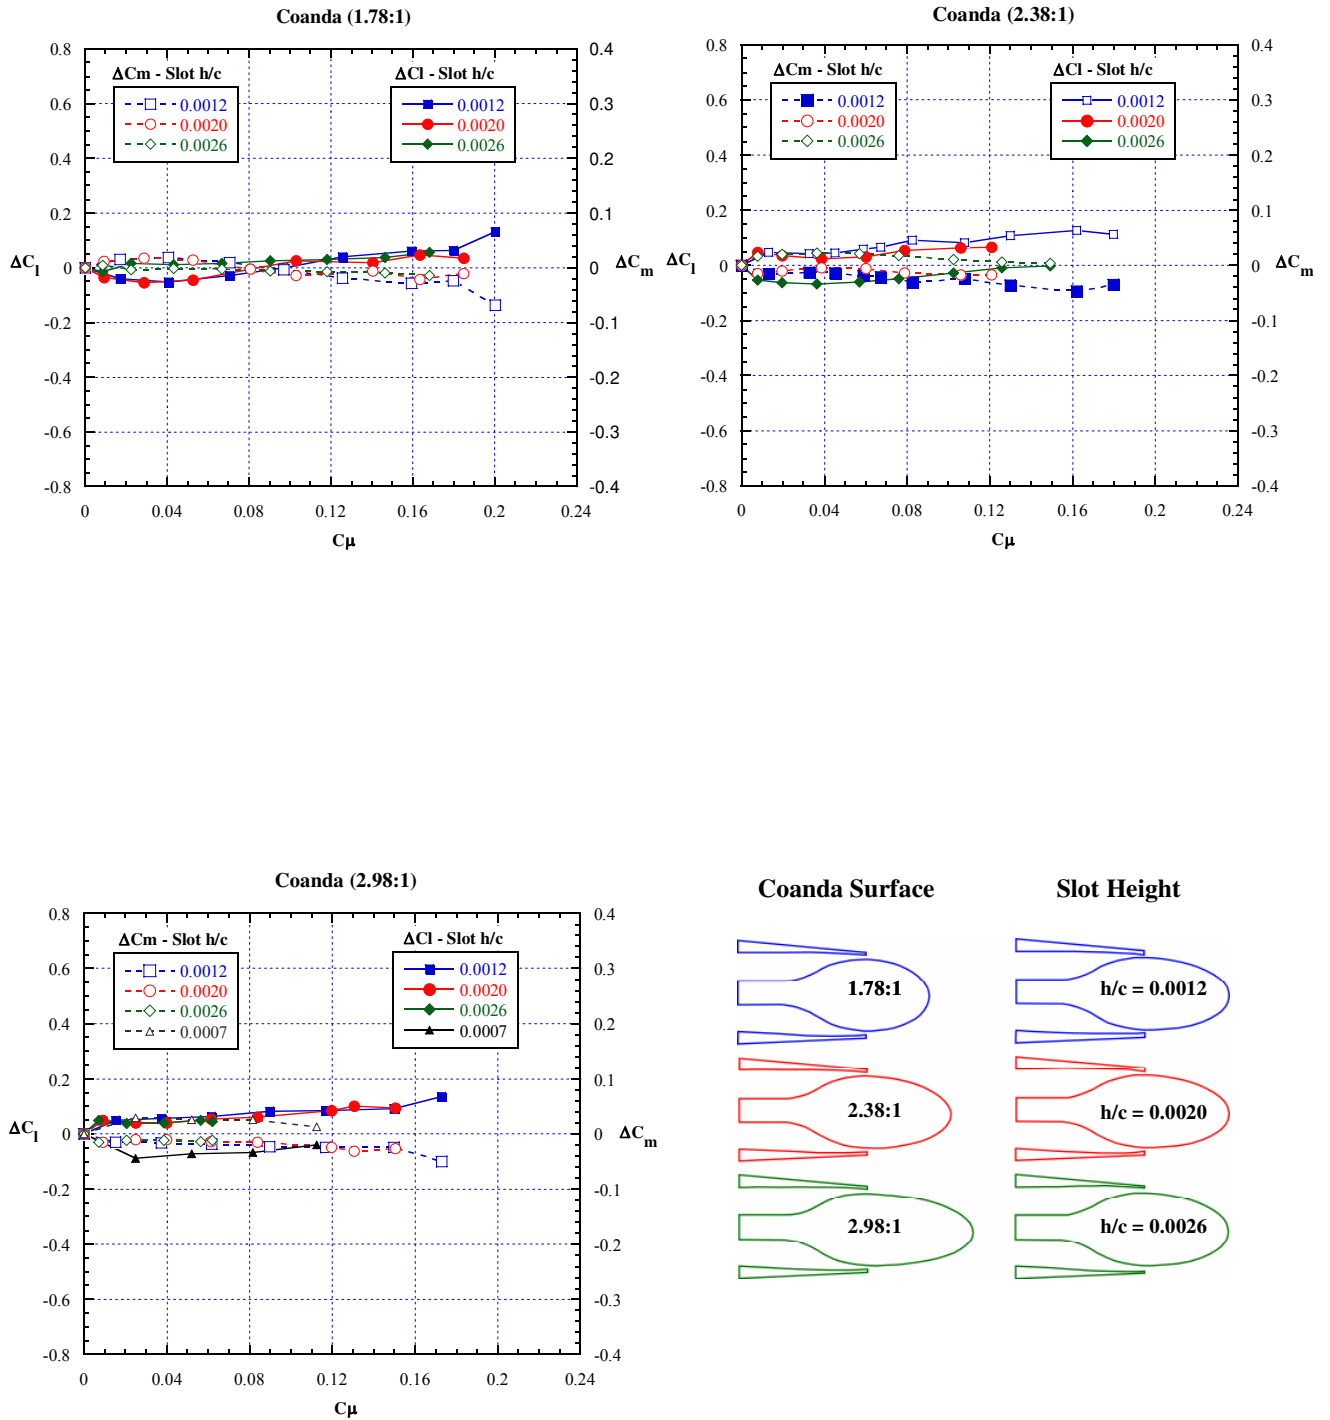 Coanda (1.78:1)
ΔCm - Slot h/c
0.0012
0.0020
0.0026
ΔCl - Slot h/c
0.0012
0.0020
0.0026
0.8
0.6
0.4
0.2
0
-0.2
-0.4
-0.6
-0.8
ΔCl
0.4
0.3
0.2
0.1
0
-0.1
-0.2
-0.3
-0.4
ΔCm
0 0.04 0.08 0.12 0.16 0.2 0.24
Cμ
Coanda (2.38:1)
ΔCm - Slot h/c
0.0012
0.0020
0.0026
ΔCl - Slot h/c
0.0012
0.0020
0.0026
0.8
0.6
0.4
0.2
0
-0.2
-0.4
-0.6
-0.8
ΔCl
0.4
0.3
0.2
0.1
0
-0.1
-0.2
-0.3
-0.4
ΔCm
0 0.04 0.08 0.12 0.16 0.2 0.24
Cμ
Coanda (2.98:1)
ΔCm - Slot h/c
0.0012
0.0020
0.0026
0.0007
ΔCl - Slot h/c
0.0012
0.0020
0.0026
0.0007
0.8
0.6
0.4
0.2
0
-0.2
-0.4
-0.6
-0.8
ΔCl
0.4
0.3
0.2
0.1
0
-0.1
-0.2
-0.3
-0.4
ΔCm
0 0.04 0.08 0.12 0.16 0.2 0.24
Cμ
Coanda Surface
1.78:1
2.38:1
2.98:1
Slot Height
h/c = 0.0012
h/c = 0.0020
h/c = 0.0026